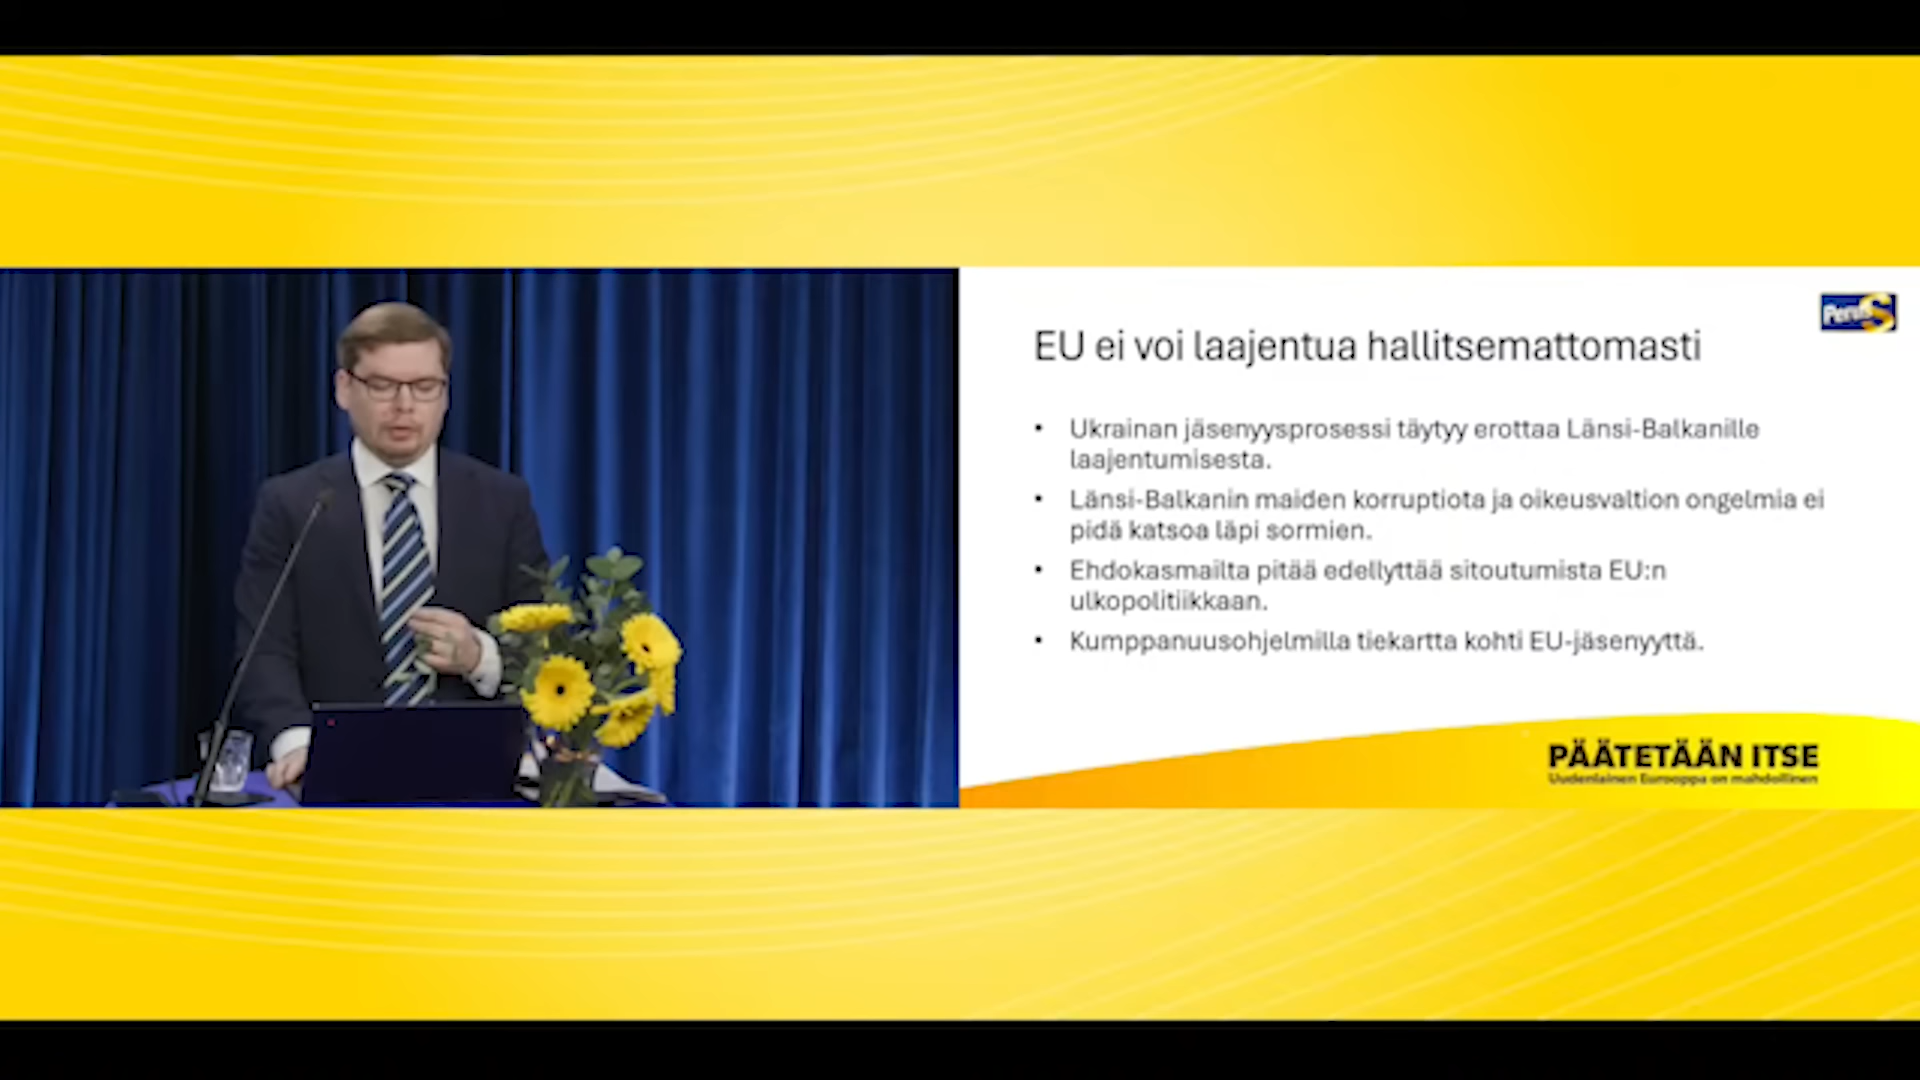 PerusS
EU ei voi laajentua hallitsemattomasti
• Ukrainan jäsenyysprosessi täytyy erottaa Länsi-Balkanille
laajentumisesta.
• Länsi-Balkanin maiden korruptiota ja oikeusvaltion ongelmia ei
pidä katsoa läpi sormien.
• Ehdokasmailta pitää edellyttää sitoutumista EU:n
ulkopolitiikkaan.
• Kumppanuusohjelmilla tiekartta kohti EU-jäsenyyttä.
PÄÄTETÄÄN ITSE
Uudenlainen Eurooppa on mahdollinen